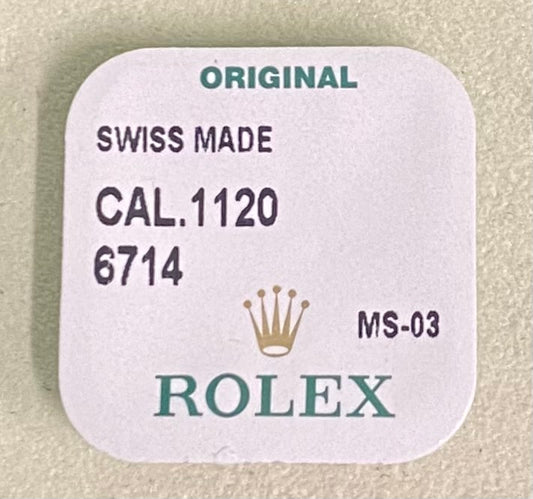 ORIGINAL
SWISS MADE
CAL.1120
6714
MS-03
ROLEX